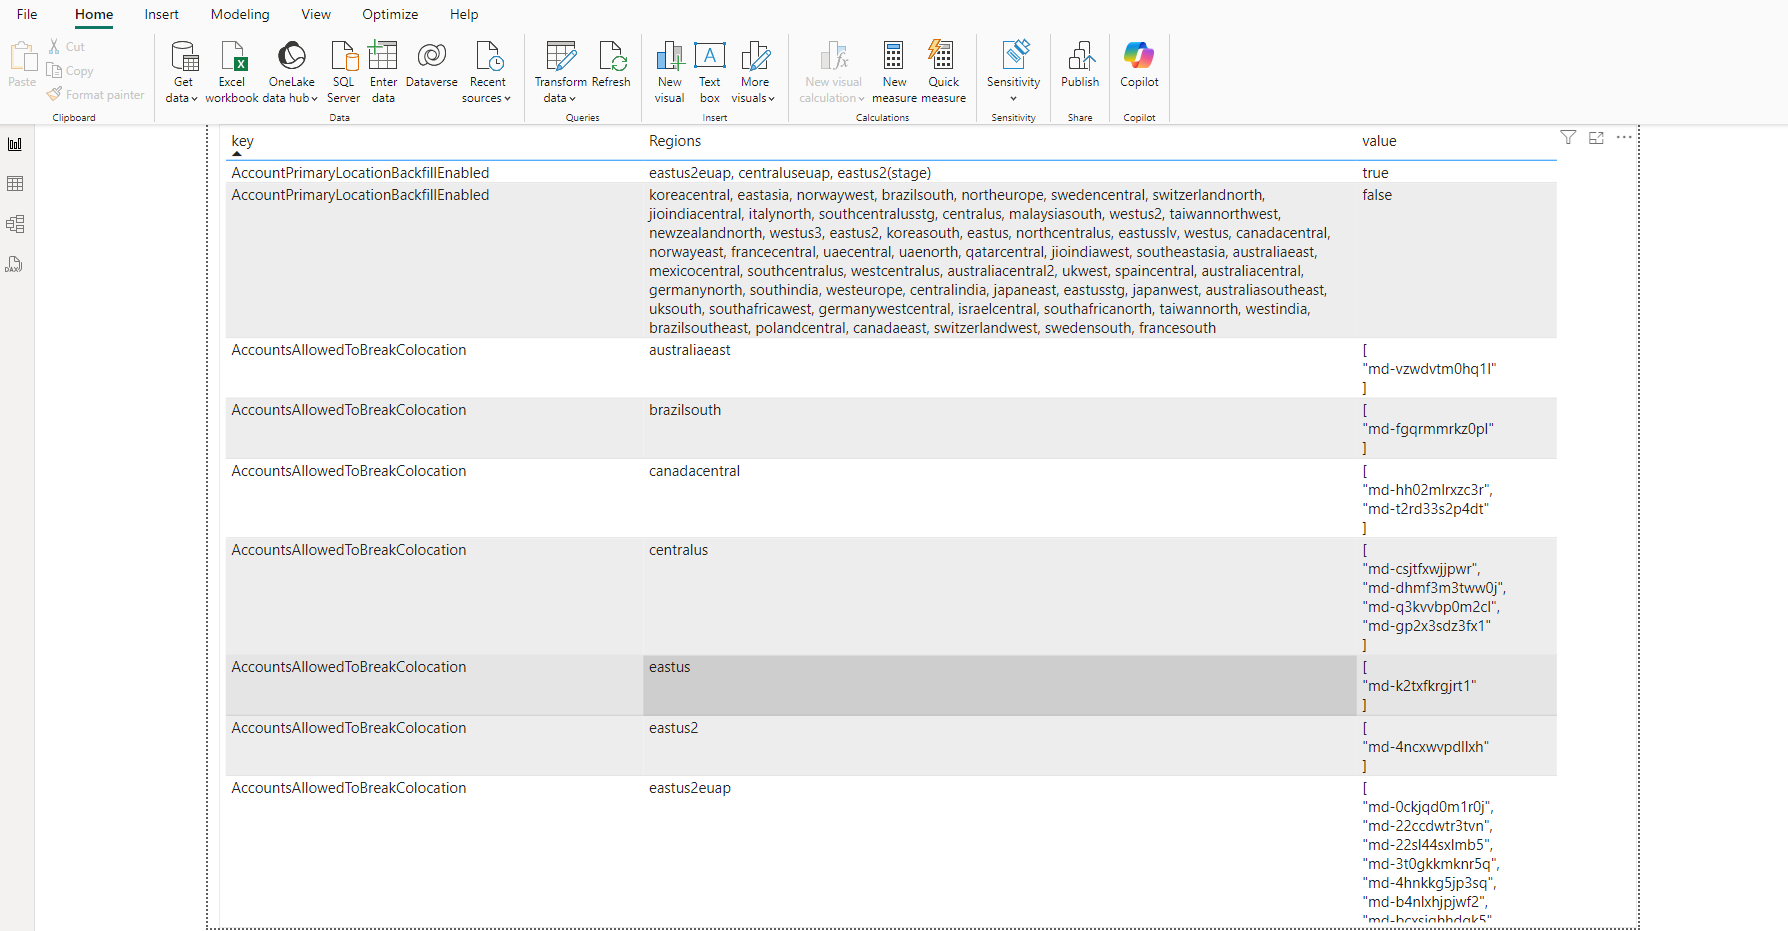 File Home Insert Modeling View Optimize Help
Paste
Cut
Copy
Format painter
Clipboard
Get data
Excel workbook
OneLake data hub
SQL Server
Enter data
Dataverse
Recent sources
Data
Transform data
Refresh
Queries
New visual
Text box
More visuals
Insert
New visual calculation
New measure
Quick measure
Calculations
Sensitivity
Sensitivity
Publish
Share
Copilot
Copilot
key Regions value
AccountPrimaryLocationBackfillEnabled eastus2euap, centraluseuap, eastus2(stage) true
AccountPrimaryLocationBackfillEnabled koreacentral, eastasia, norwaywest, brazilsouth, northeurope, swedencentral, switzerlandnorth, false
jioindiacentral, italynorth, southcentralusstg, centralus, malaysiasouth, westus2, taiwannorthwest,
newzealandnorth, westus3, eastus2, koreasouth, eastus, northcentralus, eastusslv, westus, canadacentral,
norwayeast, francecentral, uaecentral, uaenorth, qatarcentral, jioindiawest, southeastasia, australiaeast,
mexicocentral, southcentralus, westcentralus, australiacentral2, ukwest, spaincentral, australiacentral,
germanynorth, southindia, westeurope, centralindia, japaneast, eastusstg, japanwest, australiasoutheast,
uksouth, southafricawest, germanywestcentral, israelcentral, southafricanorth, taiwannorth, westindia,
brazilsoutheast, polandcentral, canadaeast, switzerlandwest, swedensouth, francesouth
AccountsAllowedToBreakColocation australiaeast [
"md-vzwdvtm0hq1l"
]
AccountsAllowedToBreakColocation brazilsouth [
"md-fgqrmmrkz0pl"
]
AccountsAllowedToBreakColocation canadacentral [
"md-hh02mlrxzc3r",
"md-t2rd33s2p4dt"
]
AccountsAllowedToBreakColocation centralus [
"md-csjtfxwjjpwr",
"md-dhmf3m3tww0j",
"md-q3kvvbp0m2cl",
"md-gp2x3sdz3fx1"
]
AccountsAllowedToBreakColocation eastus [
"md-k2txfkrgjrt1"
]
AccountsAllowedToBreakColocation eastus2 [
"md-4ncxwvpdllxh"
]
AccountsAllowedToBreakColocation eastus2euap [
"md-0ckjqd0m1r0j",
"md-22ccdwtr3tvn",
"md-22sl44sxlmb5",
"md-3t0gkkmknr5q",
"md-4hnkkg5jp3sq",
"md-b4nlxhjpjwf2",